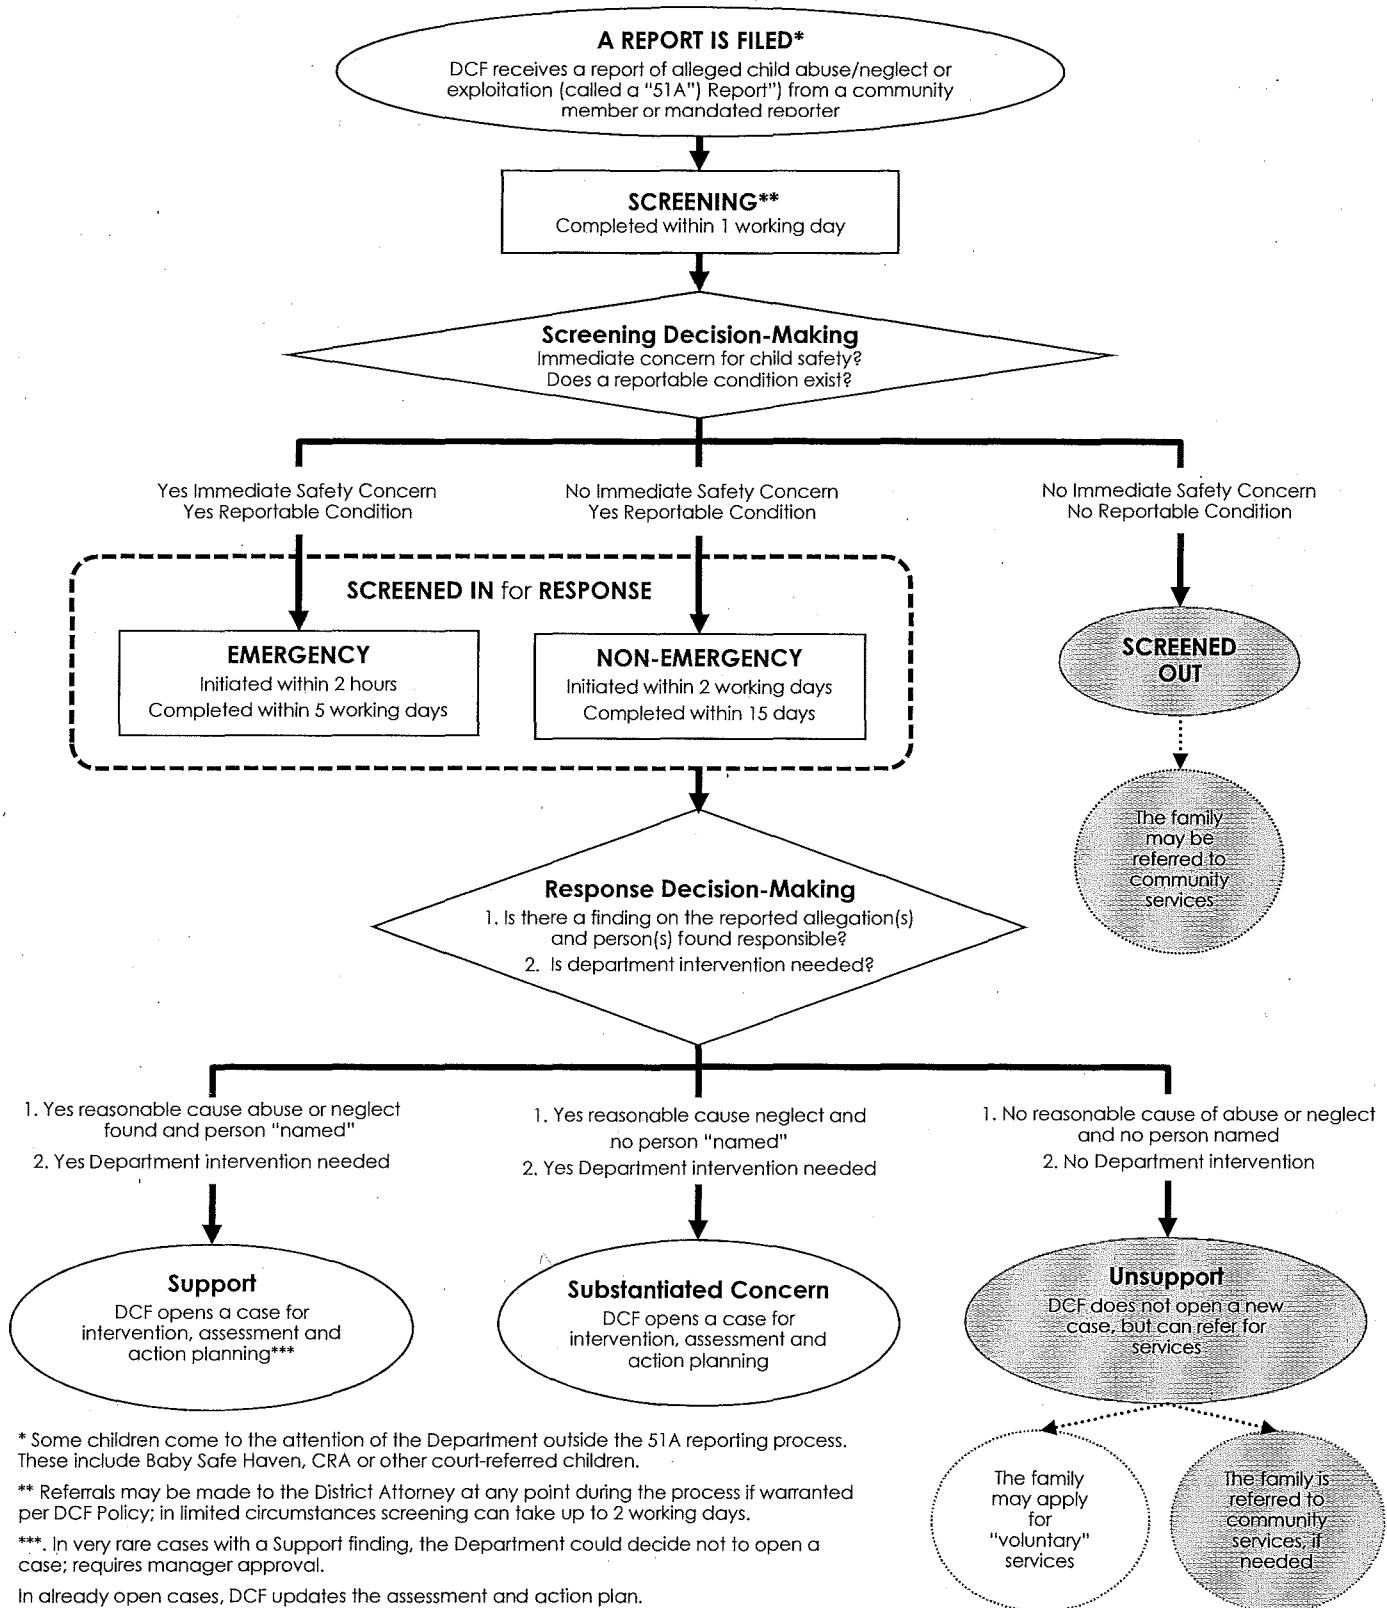 A REPORT IS FILED*
DCF receives a report of alleged child abuse/neglect or
exploitation (called a "51A") Report") from a community
member or mandated reporter
SCREENING**
Completed within 1 working day
Screening Decision-Making
Immediate concern for child safety?
Does a reportable condition exist?
Yes Immediate Safety Concern
Yes Reportable Condition
No Immediate Safety Concern
Yes Reportable Condition
No Immediate Safety Concern
No Reportable Condition
SCREENED IN for RESPONSE
EMERGENCY
Initiated within 2 hours
Completed within 5 working days
NON-EMERGENCY
Initiated within 2 working days
Completed within 15 days
SCREENED
OUT
The family
may be
referred to
community
services
Response Decision-Making
1. Is there a finding on the reported allegation(s)
and person(s) found responsible?
2. Is department intervention needed?
1. Yes reasonable cause abuse or neglect
found and person "named"
2. Yes Department intervention needed
1. Yes reasonable cause neglect and
no person "named"
2. Yes Department intervention needed
1. No reasonable cause of abuse or neglect
and no person named
2. No Department intervention
Support
DCF opens a case for
intervention, assessment and
action planning***
Substantiated Concern
DCF opens a case for
intervention, assessment and
action planning
Unsupport
DCF does not open a new
case, but can refer for
services
The family
may apply
for
"voluntary"
services
The family is
referred to
community
services, if
needed
* Some children come to the attention of the Department outside the 51A reporting process.
These include Baby Safe Haven, CRA or other court-referred children.
** Referrals may be made to the District Attorney at any point during the process if warranted
per DCF Policy; in limited circumstances screening can take up to 2 working days.
***. In very rare cases with a Support finding, the Department could decide not to open a
case; requires manager approval.
In already open cases, DCF updates the assessment and action plan.